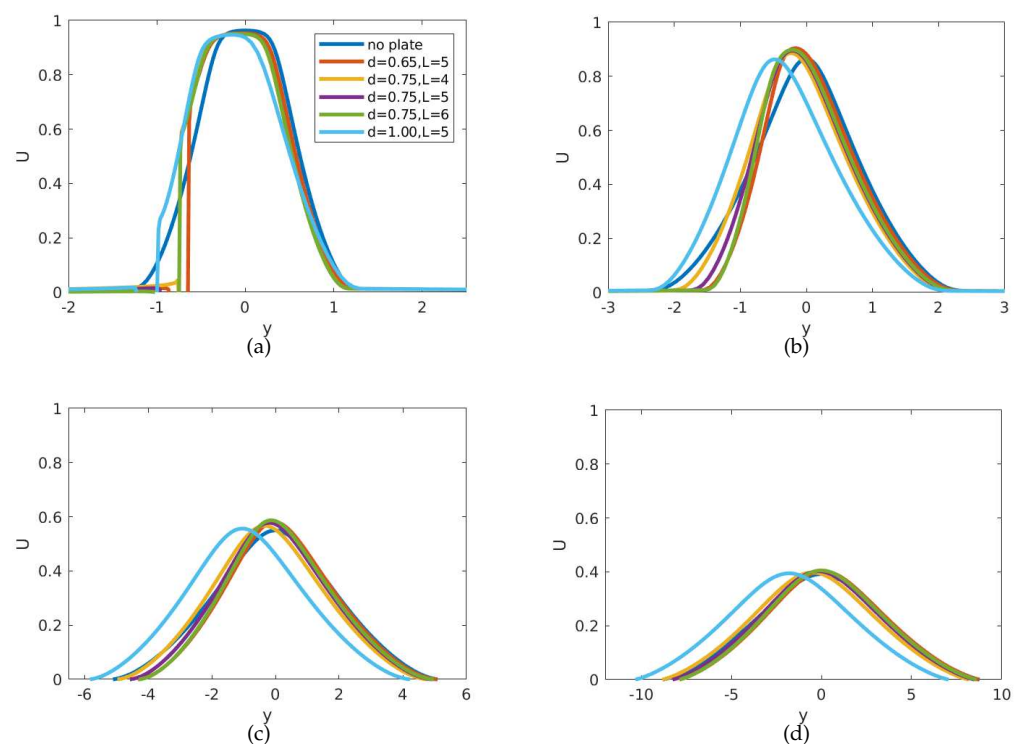 1
0.8
0.6
0.4
0.2
0
U
-2 -1 0 1 2
y
(a)
no plate
d=0.65,L=5
d=0.75,L=4
d=0.75,L=5
d=0.75,L=6
d=1.00,L=5
1
0.8
0.6
0.4
0.2
0
U
-3 -2 -1 0 1 2 3
y
(b)
1
0.8
0.6
0.4
0.2
0
U
-6 -4 -2 0 2 4 6
y
(c)
1
0.8
0.6
0.4
0.2
0
U
-10 -5 0 5 10
y
(d)